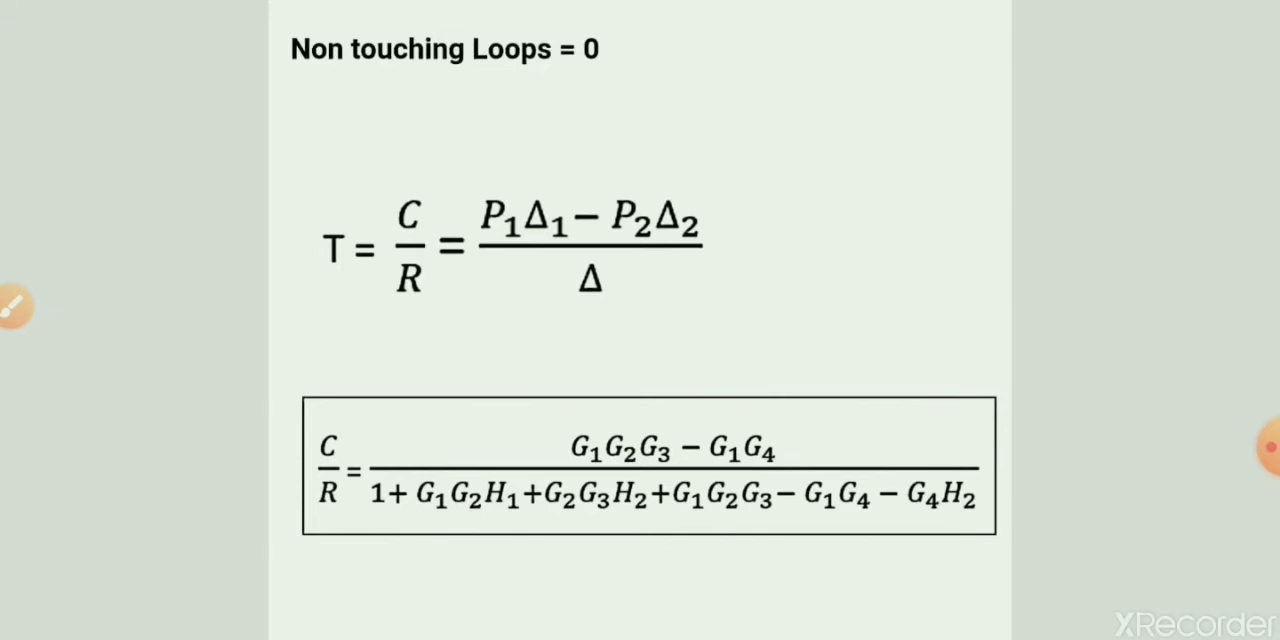 Non touching Loops = 0
T = C/R = (P₁Δ₁ − P₂Δ₂)/Δ
C/R = (G₁G₂G₃ − G₁G₄)/(1+ G₁G₂H₁+G₂G₃H₂+G₁G₂G₃− G₁G₄ − G₄H₂)
XRecorder